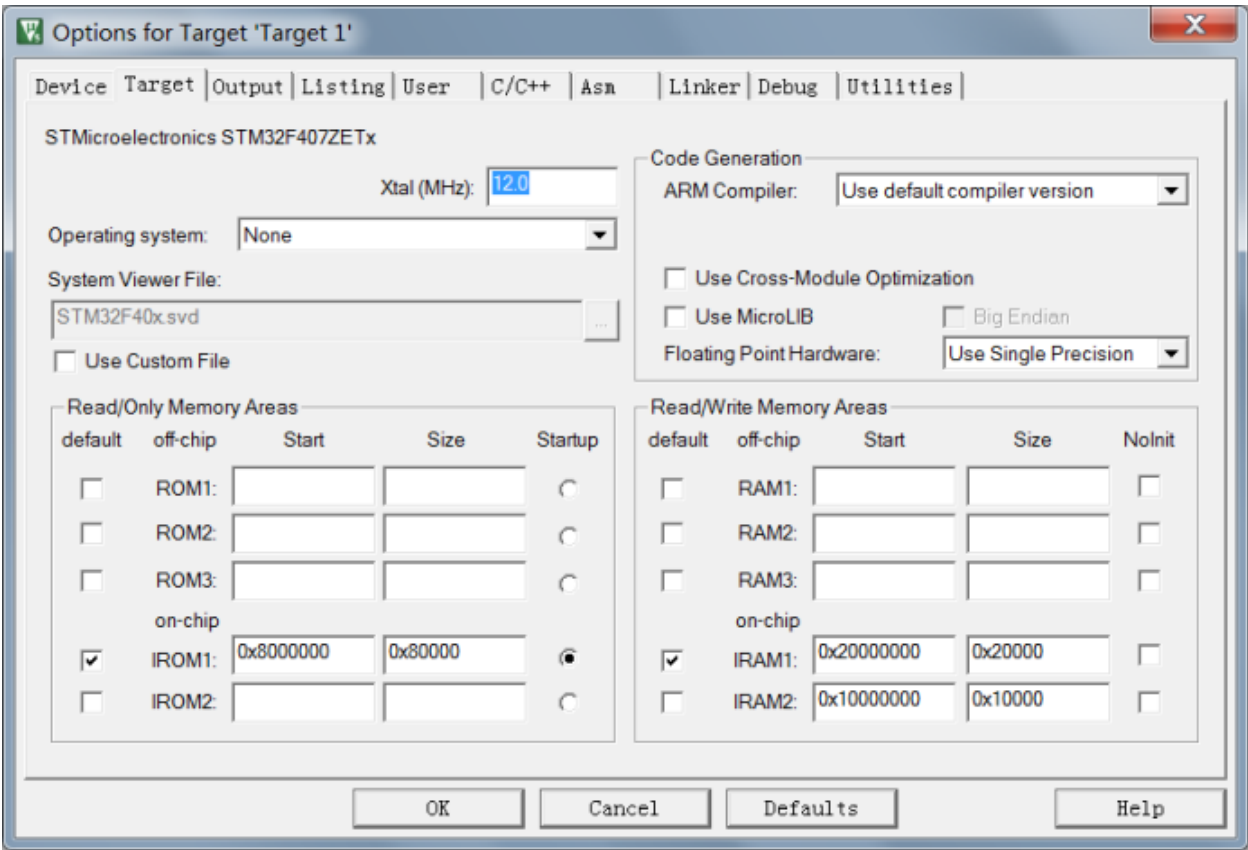 Options for Target 'Target 1'
Device Target Output Listing User C/C++ Asm Linker Debug Utilities
STMicroelectronics STM32F407ZETx
Xtal (MHz): 12.0
Operating system: None
System Viewer File:
STM32F40x.svd ...
Use Custom File
Code Generation
ARM Compiler: Use default compiler version
Use Cross-Module Optimization
Use MicroLIB Big Endian
Floating Point Hardware: Use Single Precision
Read/Only Memory Areas
default off-chip Start Size Startup
ROM1:
ROM2:
ROM3:
on-chip
IROM1: 0x8000000 0x80000
IROM2:
Read/Write Memory Areas
default off-chip Start Size NoInit
RAM1:
RAM2:
RAM3:
on-chip
IRAM1: 0x20000000 0x20000
IRAM2: 0x10000000 0x10000
OK Cancel Defaults Help